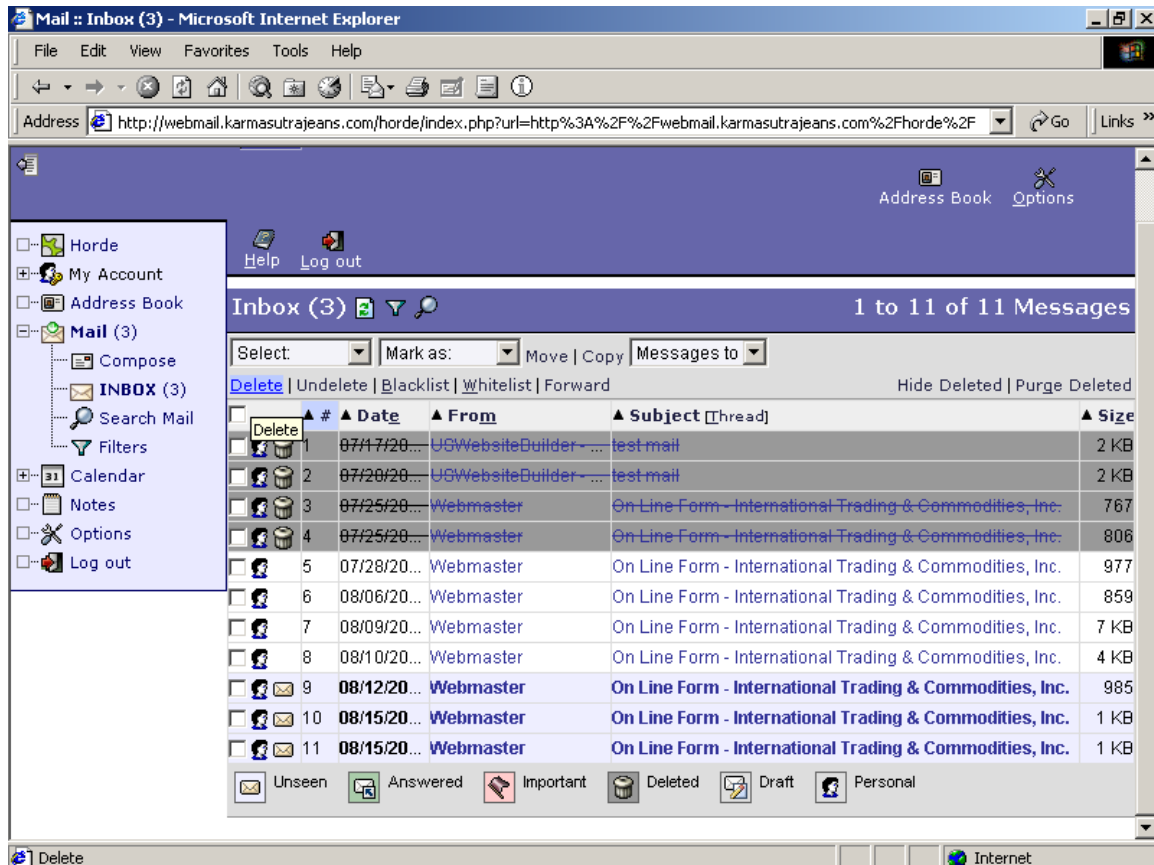 Mail :: Inbox (3) - Microsoft Internet Explorer
File Edit View Favorites Tools Help
Address http://webmail.karmasutrajeans.com/horde/index.php?url=http%3A%2F%2Fwebmail.karmasutrajeans.com%2Fhorde%2F Go Links »
Address Book Options
Help Log out
Horde
My Account
Address Book
Mail (3)
Compose
INBOX (3)
Search Mail
Filters
31 Calendar
Notes
Options
Log out
Inbox (3) 1 to 11 of 11 Messages
Select: Mark as: Move | Copy Messages to
Delete | Undelete | Blacklist | Whitelist | Forward Hide Deleted | Purge Deleted
▲ # ▲ Date ▲ From ▲ Subject [Thread] ▲ Size
Delete
1 07/17/20... USWebsiteBuilder - ... test mail 2 KB
2 07/20/20... USWebsiteBuilder - ... test mail 2 KB
3 07/25/20... Webmaster On Line Form - International Trading & Commodities, Inc. 767
4 07/25/20... Webmaster On Line Form - International Trading & Commodities, Inc. 806
5 07/28/20... Webmaster On Line Form - International Trading & Commodities, Inc. 977
6 08/06/20... Webmaster On Line Form - International Trading & Commodities, Inc. 859
7 08/09/20... Webmaster On Line Form - International Trading & Commodities, Inc. 7 KB
8 08/10/20... Webmaster On Line Form - International Trading & Commodities, Inc. 4 KB
9 08/12/20... Webmaster On Line Form - International Trading & Commodities, Inc. 985
10 08/15/20... Webmaster On Line Form - International Trading & Commodities, Inc. 1 KB
11 08/15/20... Webmaster On Line Form - International Trading & Commodities, Inc. 1 KB
Unseen Answered Important Deleted Draft Personal
Delete Internet